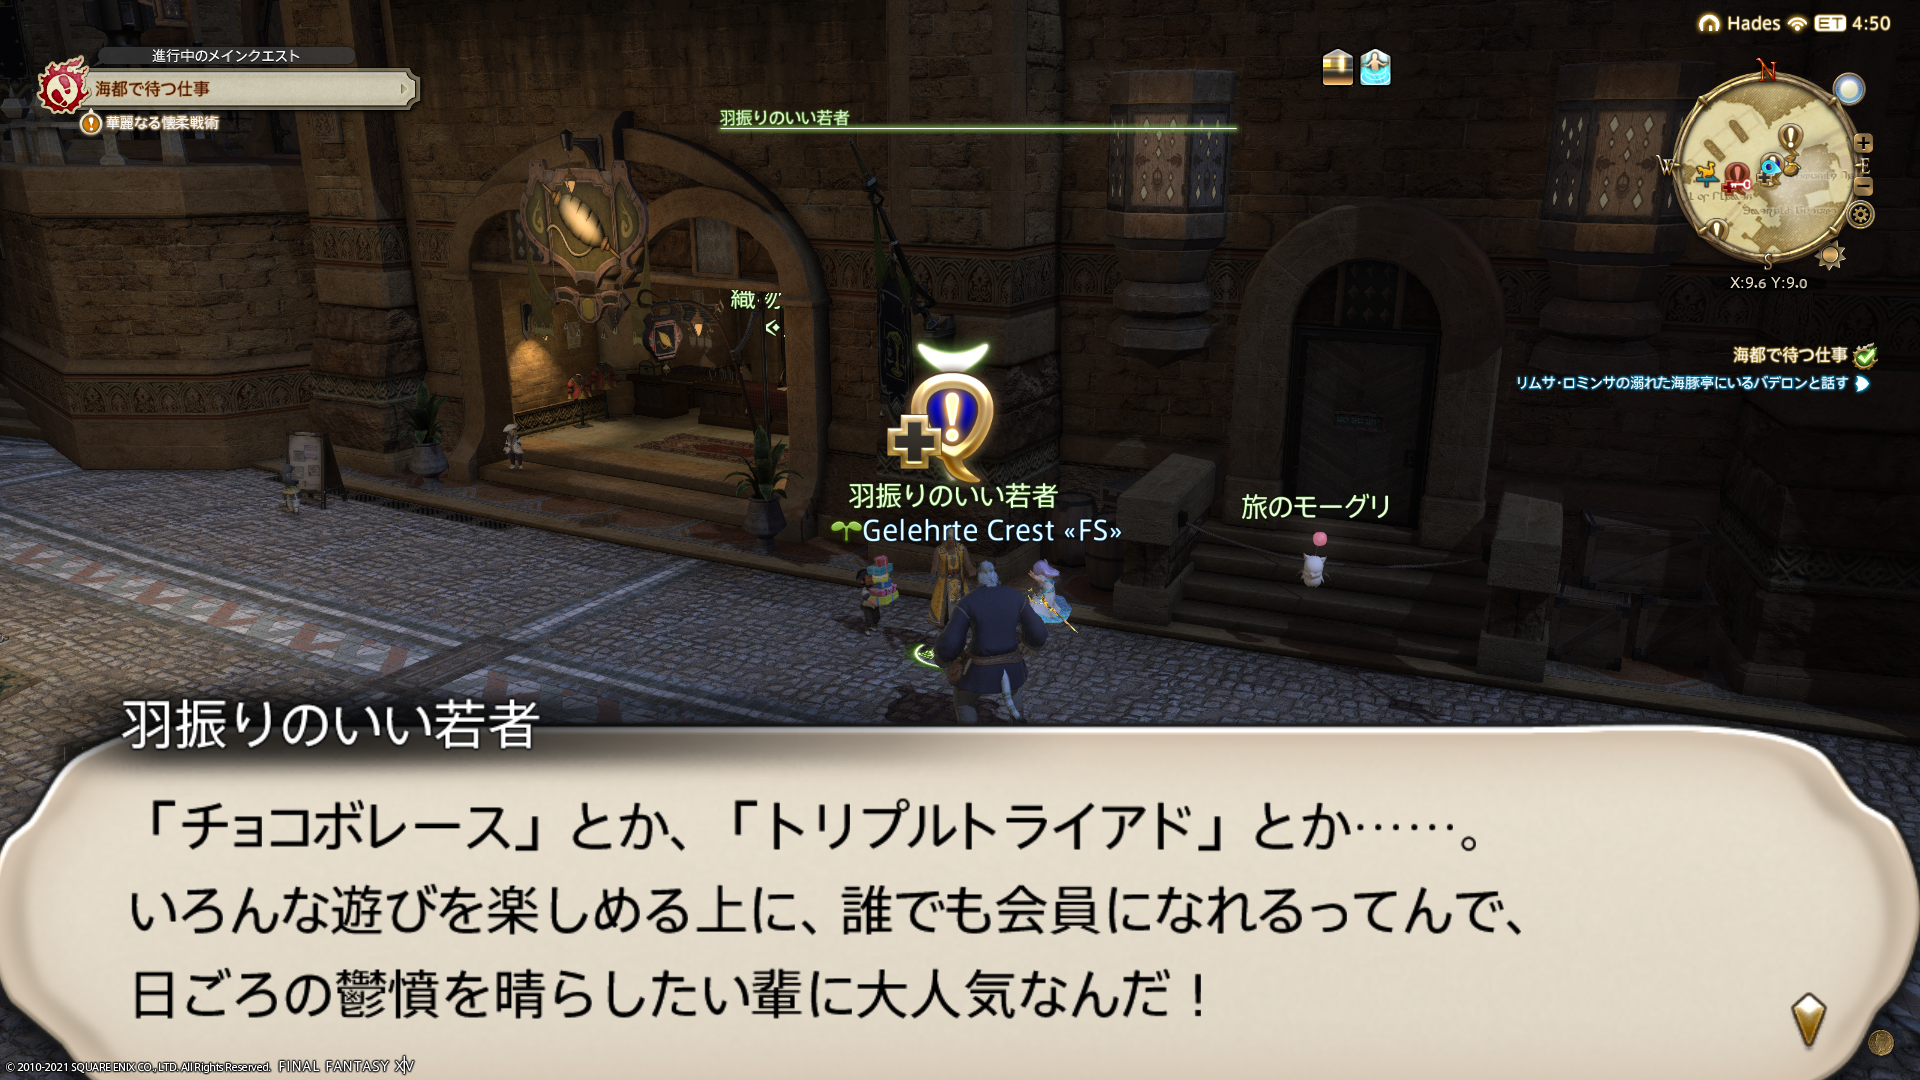 進行中のメインクエスト
海都で待つ仕事
華麗なる懐柔戦術
羽振りのいい若者
Hades
ET 4:50
N
W
E
S
X:9.6 Y:9.0
海都で待つ仕事
リムサ・ロミンサの溺れた海豚亭にいるバデロンと話す
羽振りのいい若者
Gelehrte Crest «FS»
旅のモーグリ
羽振りのいい若者
「チョコボレース」とか、「トリプルトライアド」とか……。
いろんな遊びを楽しめる上に、誰でも会員になれるってんで、
日ごろの鬱憤を晴らしたい輩に大人気なんだ！
© 2010-2021 SQUARE ENIX CO., LTD. All Rights Reserved. FINAL FANTASY XIV